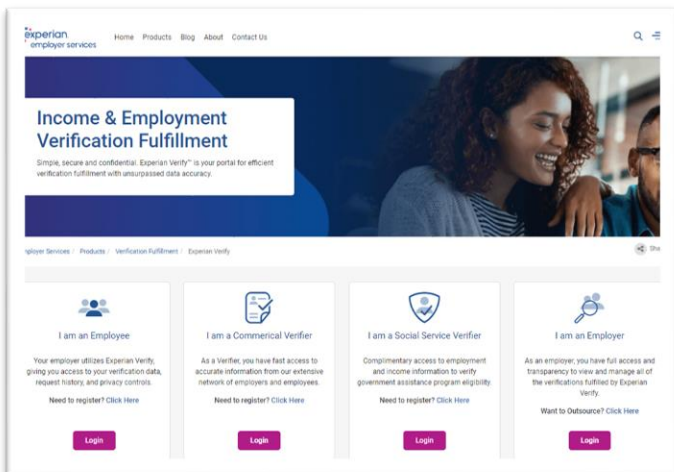 experian
employer services
Home Products Blog About Contact Us
Income & Employment
Verification Fulfillment
Simple, secure and confidential. Experian Verify™ is your portal for efficient
verification fulfillment with unsurpassed data accuracy.
Services / Products / Verification Fulfillment / Experian Verify
I am an Employee
Your employer utilizes Experian Verify,
giving you access to your verification data,
request history, and privacy controls.
Need to register? Click Here
Login
I am a Commerical Verifier
As a Verifier, you have fast access to
accurate information from our extensive
network of employers and employees.
Need to register? Click Here
Login
I am a Social Service Verifier
Complimentary access to employment
and income information to verify
government assistance program eligibility.
Need to register? Click Here
Login
I am an Employer
As an employer, you have full access and
transparency to view and manage all of
the verifications fulfilled by Experian
Verify.
Want to Outsource? Click Here
Login